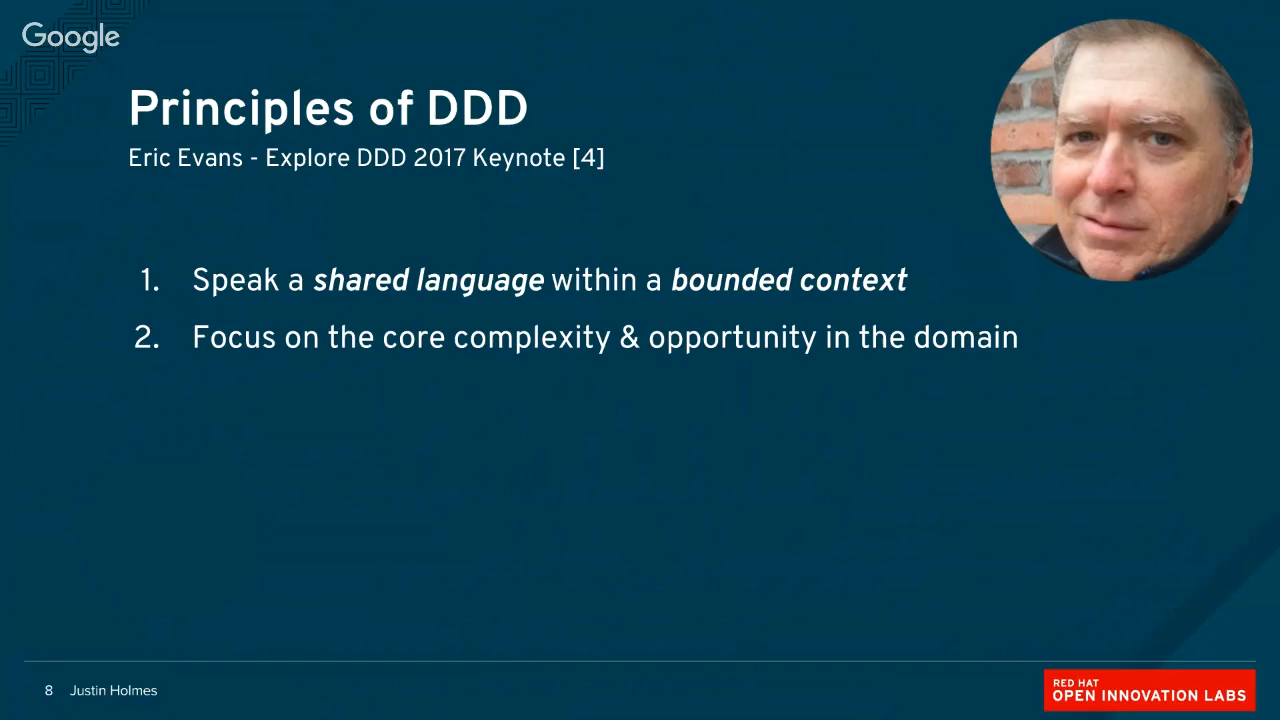 Google
Principles of DDD
Eric Evans - Explore DDD 2017 Keynote [4]
1. Speak a shared language within a bounded context
2. Focus on the core complexity & opportunity in the domain
8 Justin Holmes
RED HAT
OPEN INNOVATION LABS